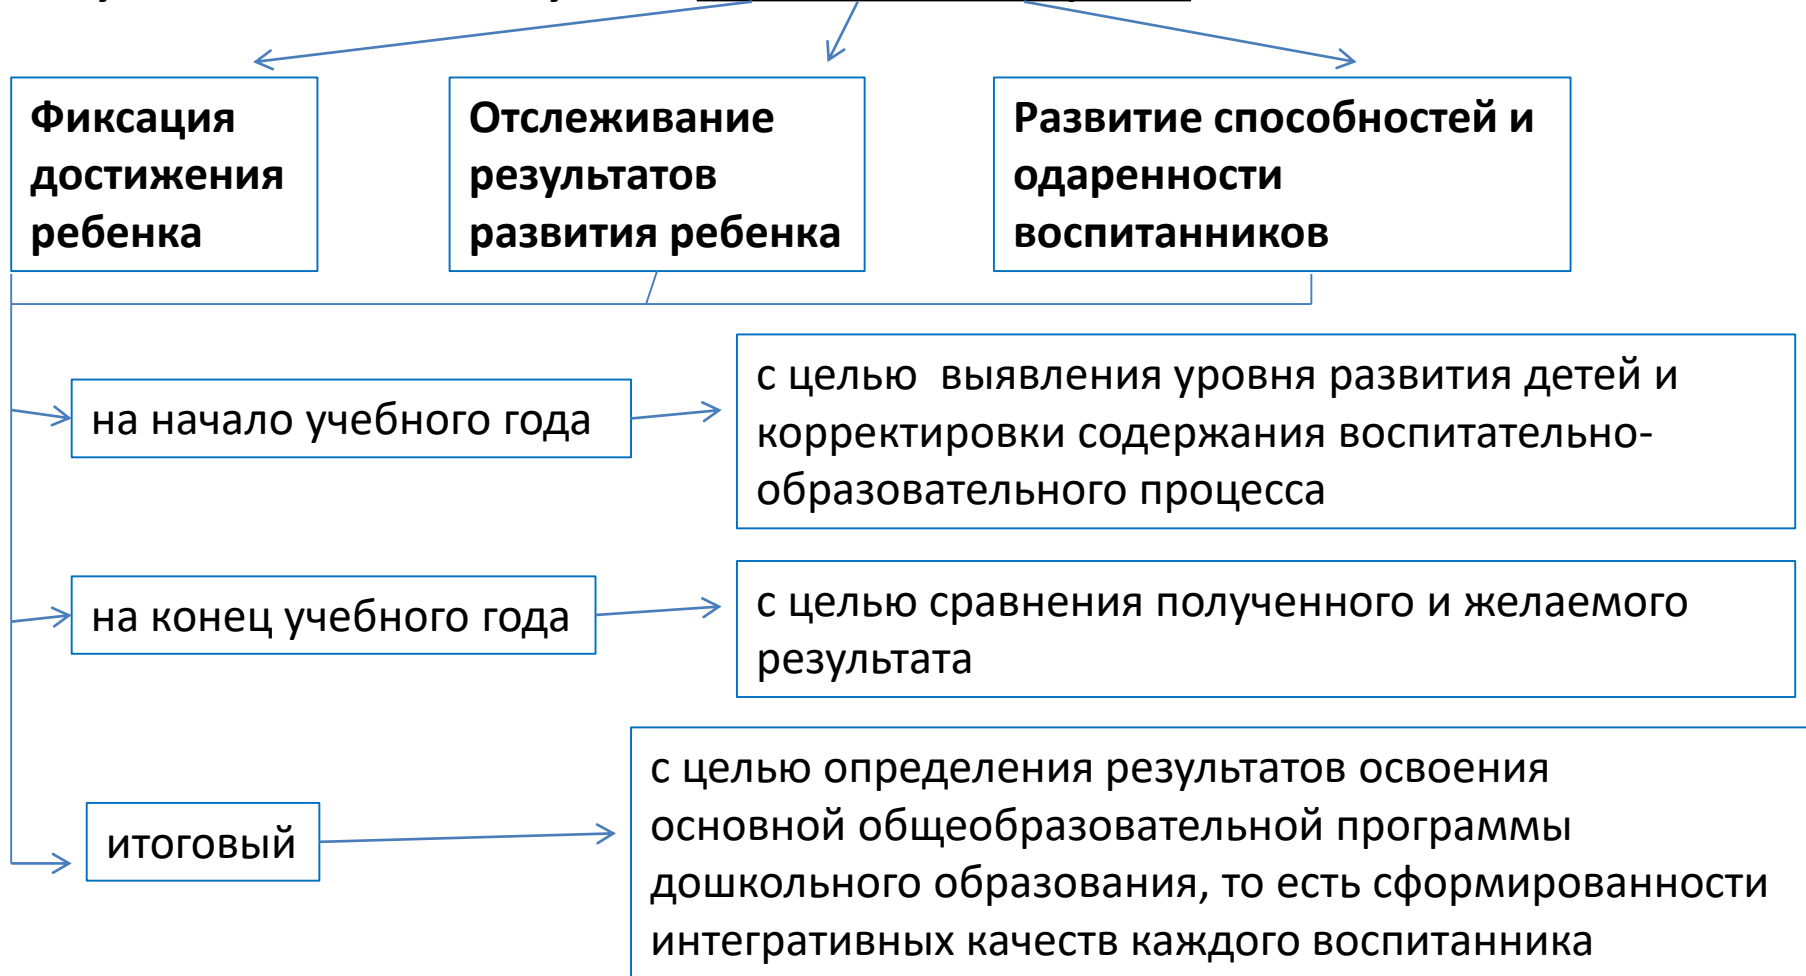 Фиксация
достижения
ребенка
Отслеживание
результатов
развития ребенка
Развитие способностей и
одаренности
воспитанников
на начало учебного года
с целью выявления уровня развития детей и
корректировки содержания воспитательно-
образовательного процесса
на конец учебного года
с целью сравнения полученного и желаемого
результата
итоговый
с целью определения результатов освоения
основной общеобразовательной программы
дошкольного образования, то есть сформированности
интегративных качеств каждого воспитанника